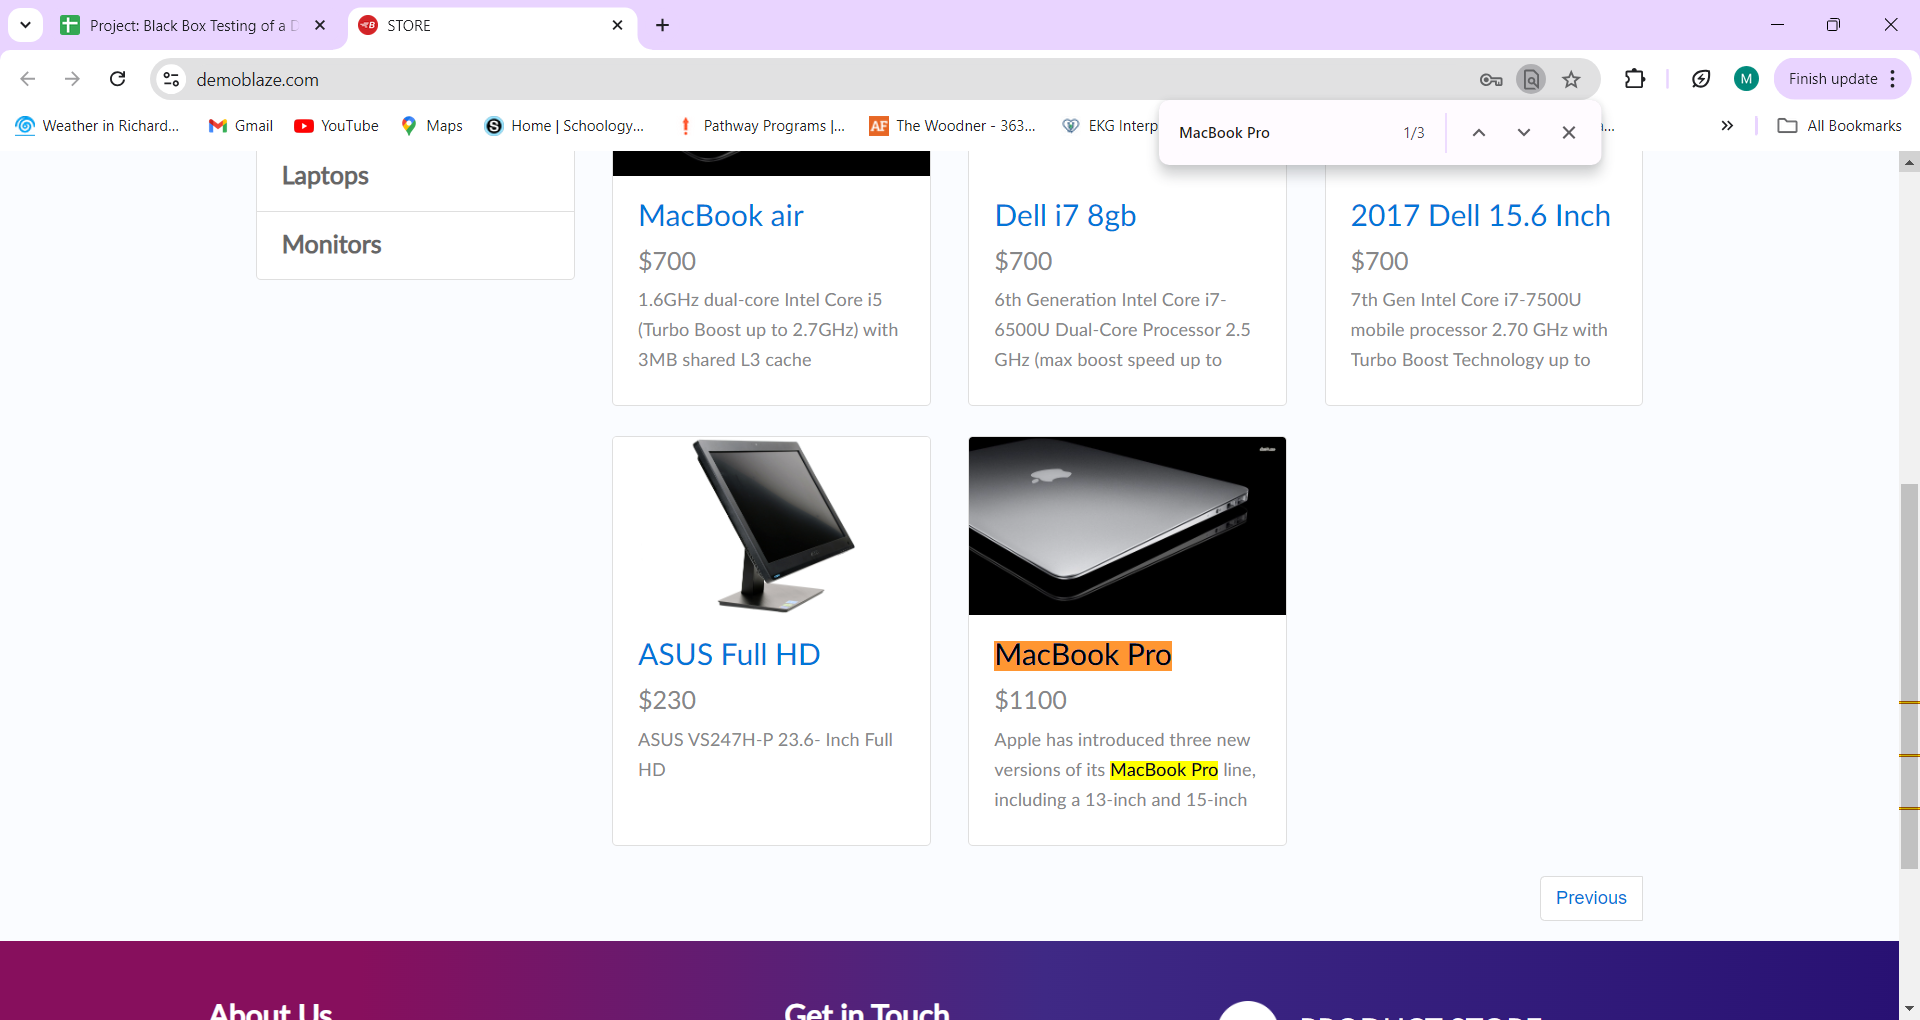 Project: Black Box Testing of a D
STORE
demoblaze.com
M
Finish update
Weather in Richard...
Gmail
YouTube
Maps
Home | Schoology...
Pathway Programs |...
AF
The Woodner - 363...
EKG Interp
All Bookmarks
MacBook Pro
1/3
Laptops
Monitors
MacBook air
$700
1.6GHz dual-core Intel Core i5
(Turbo Boost up to 2.7GHz) with
3MB shared L3 cache
Dell i7 8gb
$700
6th Generation Intel Core i7-
6500U Dual-Core Processor 2.5
GHz (max boost speed up to
2017 Dell 15.6 Inch
$700
7th Gen Intel Core i7-7500U
mobile processor 2.70 GHz with
Turbo Boost Technology up to
ASUS Full HD
$230
ASUS VS247H-P 23.6- Inch Full
HD
MacBook Pro
$1100
Apple has introduced three new
versions of its MacBook Pro line,
including a 13-inch and 15-inch
Previous
About Us
Get in Touch
PRODUCT STORE